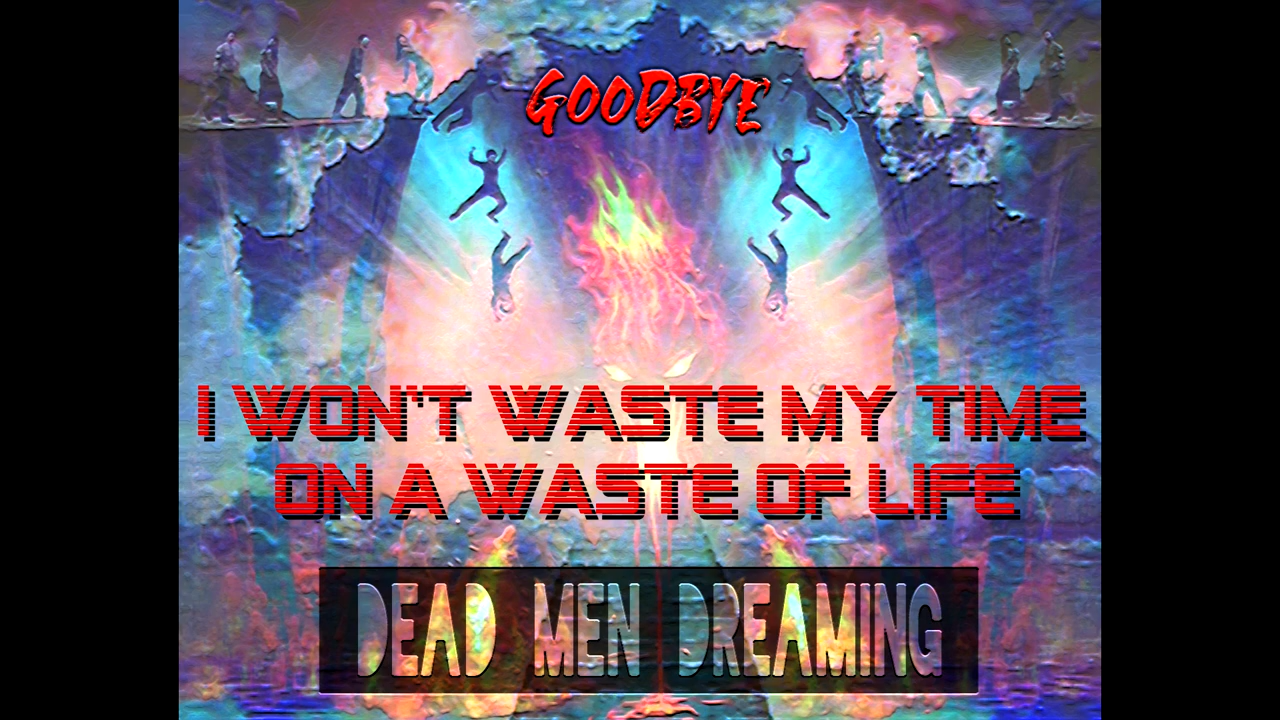 GOODBYE
I WON'T WASTE MY TIME
ON A WASTE OF LIFE
DEAD MEN DREAMING